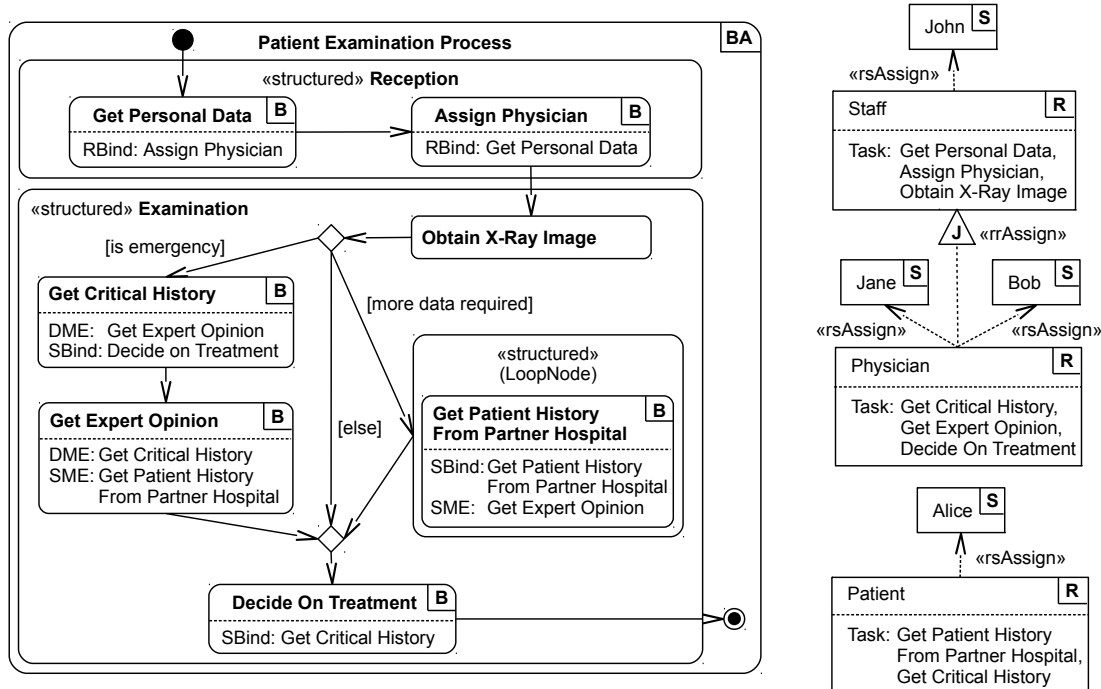 Patient Examination Process
BA
«structured» Reception
Get Personal Data
B
RBind: Assign Physician
Assign Physician
B
RBind: Get Personal Data
«structured» Examination
[is emergency]
Obtain X-Ray Image
Get Critical History
B
DME: Get Expert Opinion
SBind: Decide on Treatment
[more data required]
«structured»
(LoopNode)
Get Expert Opinion
B
DME: Get Critical History
SME: Get Patient History
From Partner Hospital
[else]
Get Patient History
From Partner Hospital
B
SBind: Get Patient History
From Partner Hospital
SME: Get Expert Opinion
Decide On Treatment
B
SBind: Get Critical History
John
S
«rsAssign»
Staff
R
Task: Get Personal Data,
Assign Physician,
Obtain X-Ray Image
J
«rrAssign»
Jane
S
Bob
S
«rsAssign»
«rsAssign»
Physician
R
Task: Get Critical History,
Get Expert Opinion,
Decide On Treatment
Alice
S
«rsAssign»
Patient
R
Task: Get Patient History
From Partner Hospital,
Get Critical History